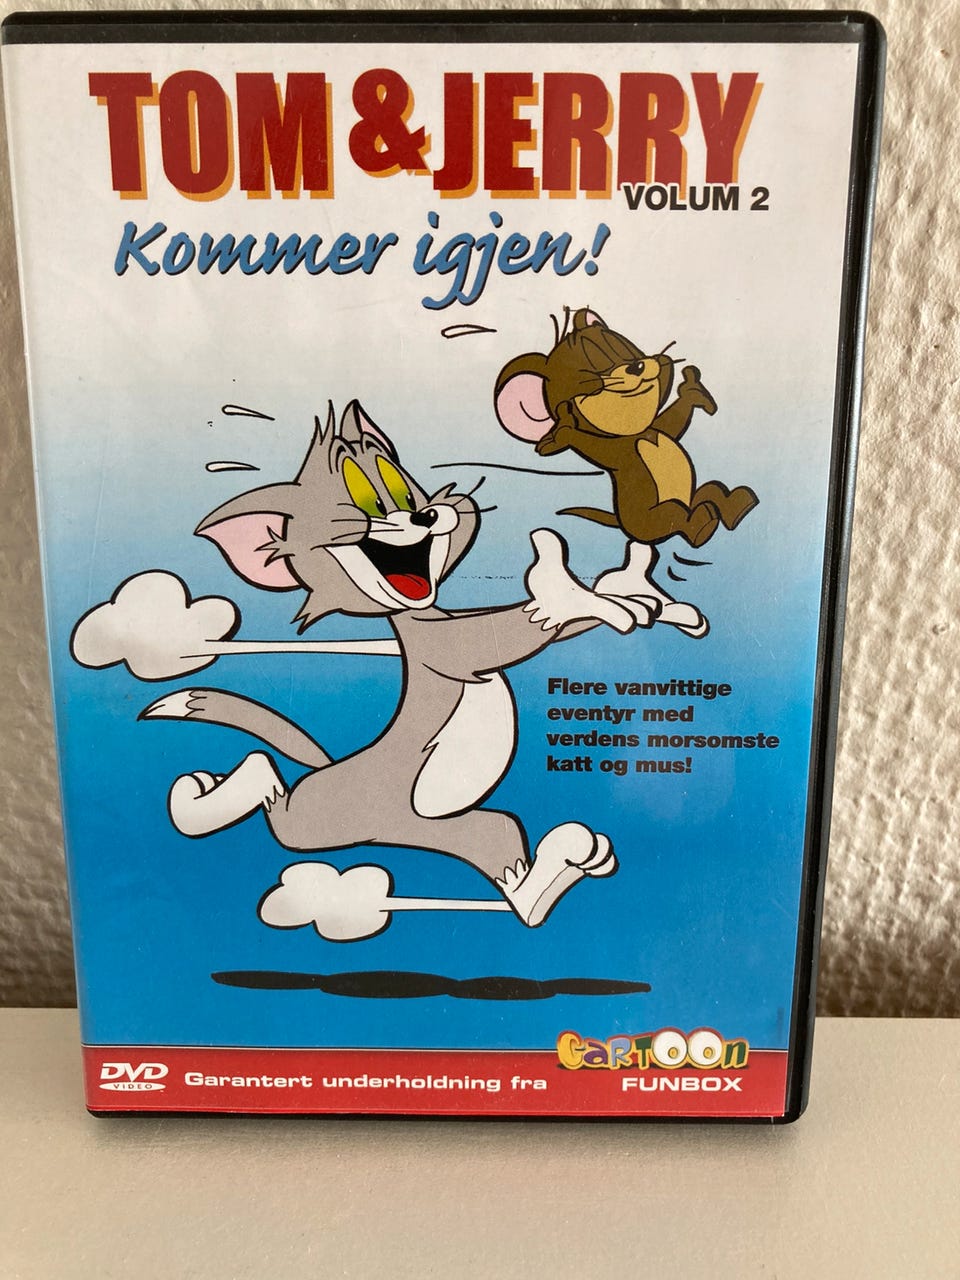 TOM & JERRY
VOLUM 2
Kommer igjen!
Flere vanvittige
eventyr med
verdens morsomste
katt og mus!
DVD
VIDEO
Garantert underholdning fra
CaRTOOn
FUNBOX